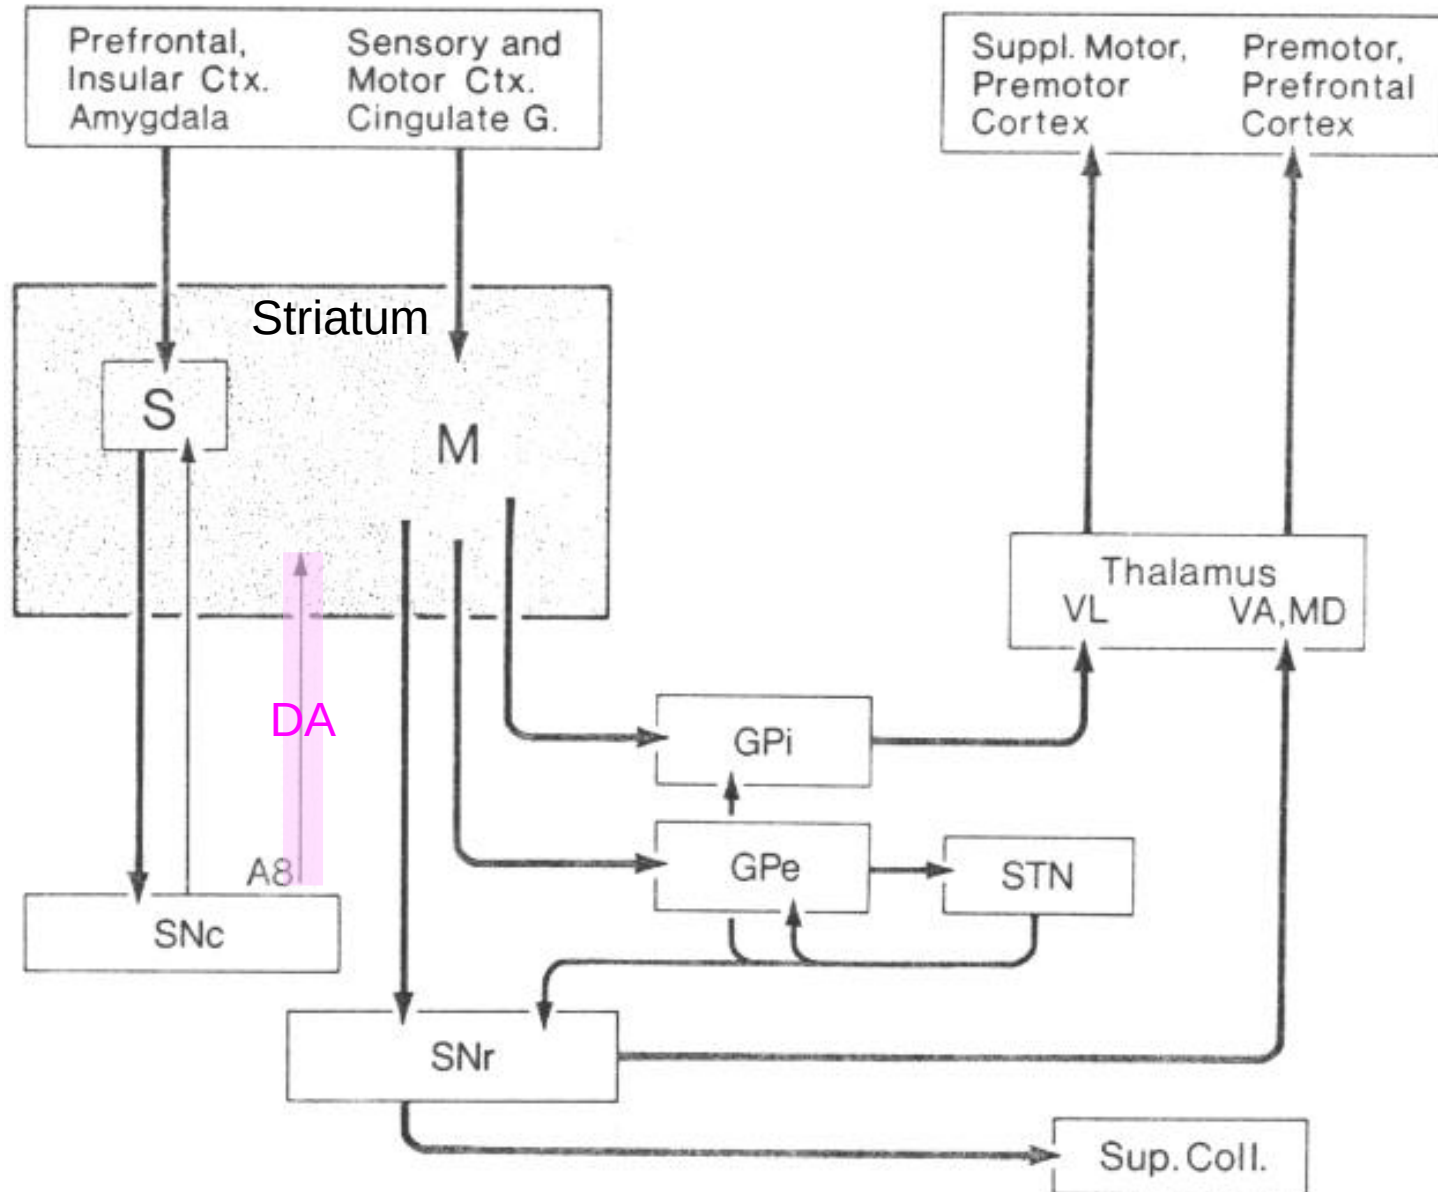 Prefrontal,
Insular Ctx.
Amygdala
Sensory and
Motor Ctx.
Cingulate G.
Suppl. Motor,
Premotor
Cortex
Premotor,
Prefrontal
Cortex
Striatum
S
M
Thalamus
VL
VA,MD
DA
GPi
A8
GPe
STN
SNc
SNr
Sup. Coll.